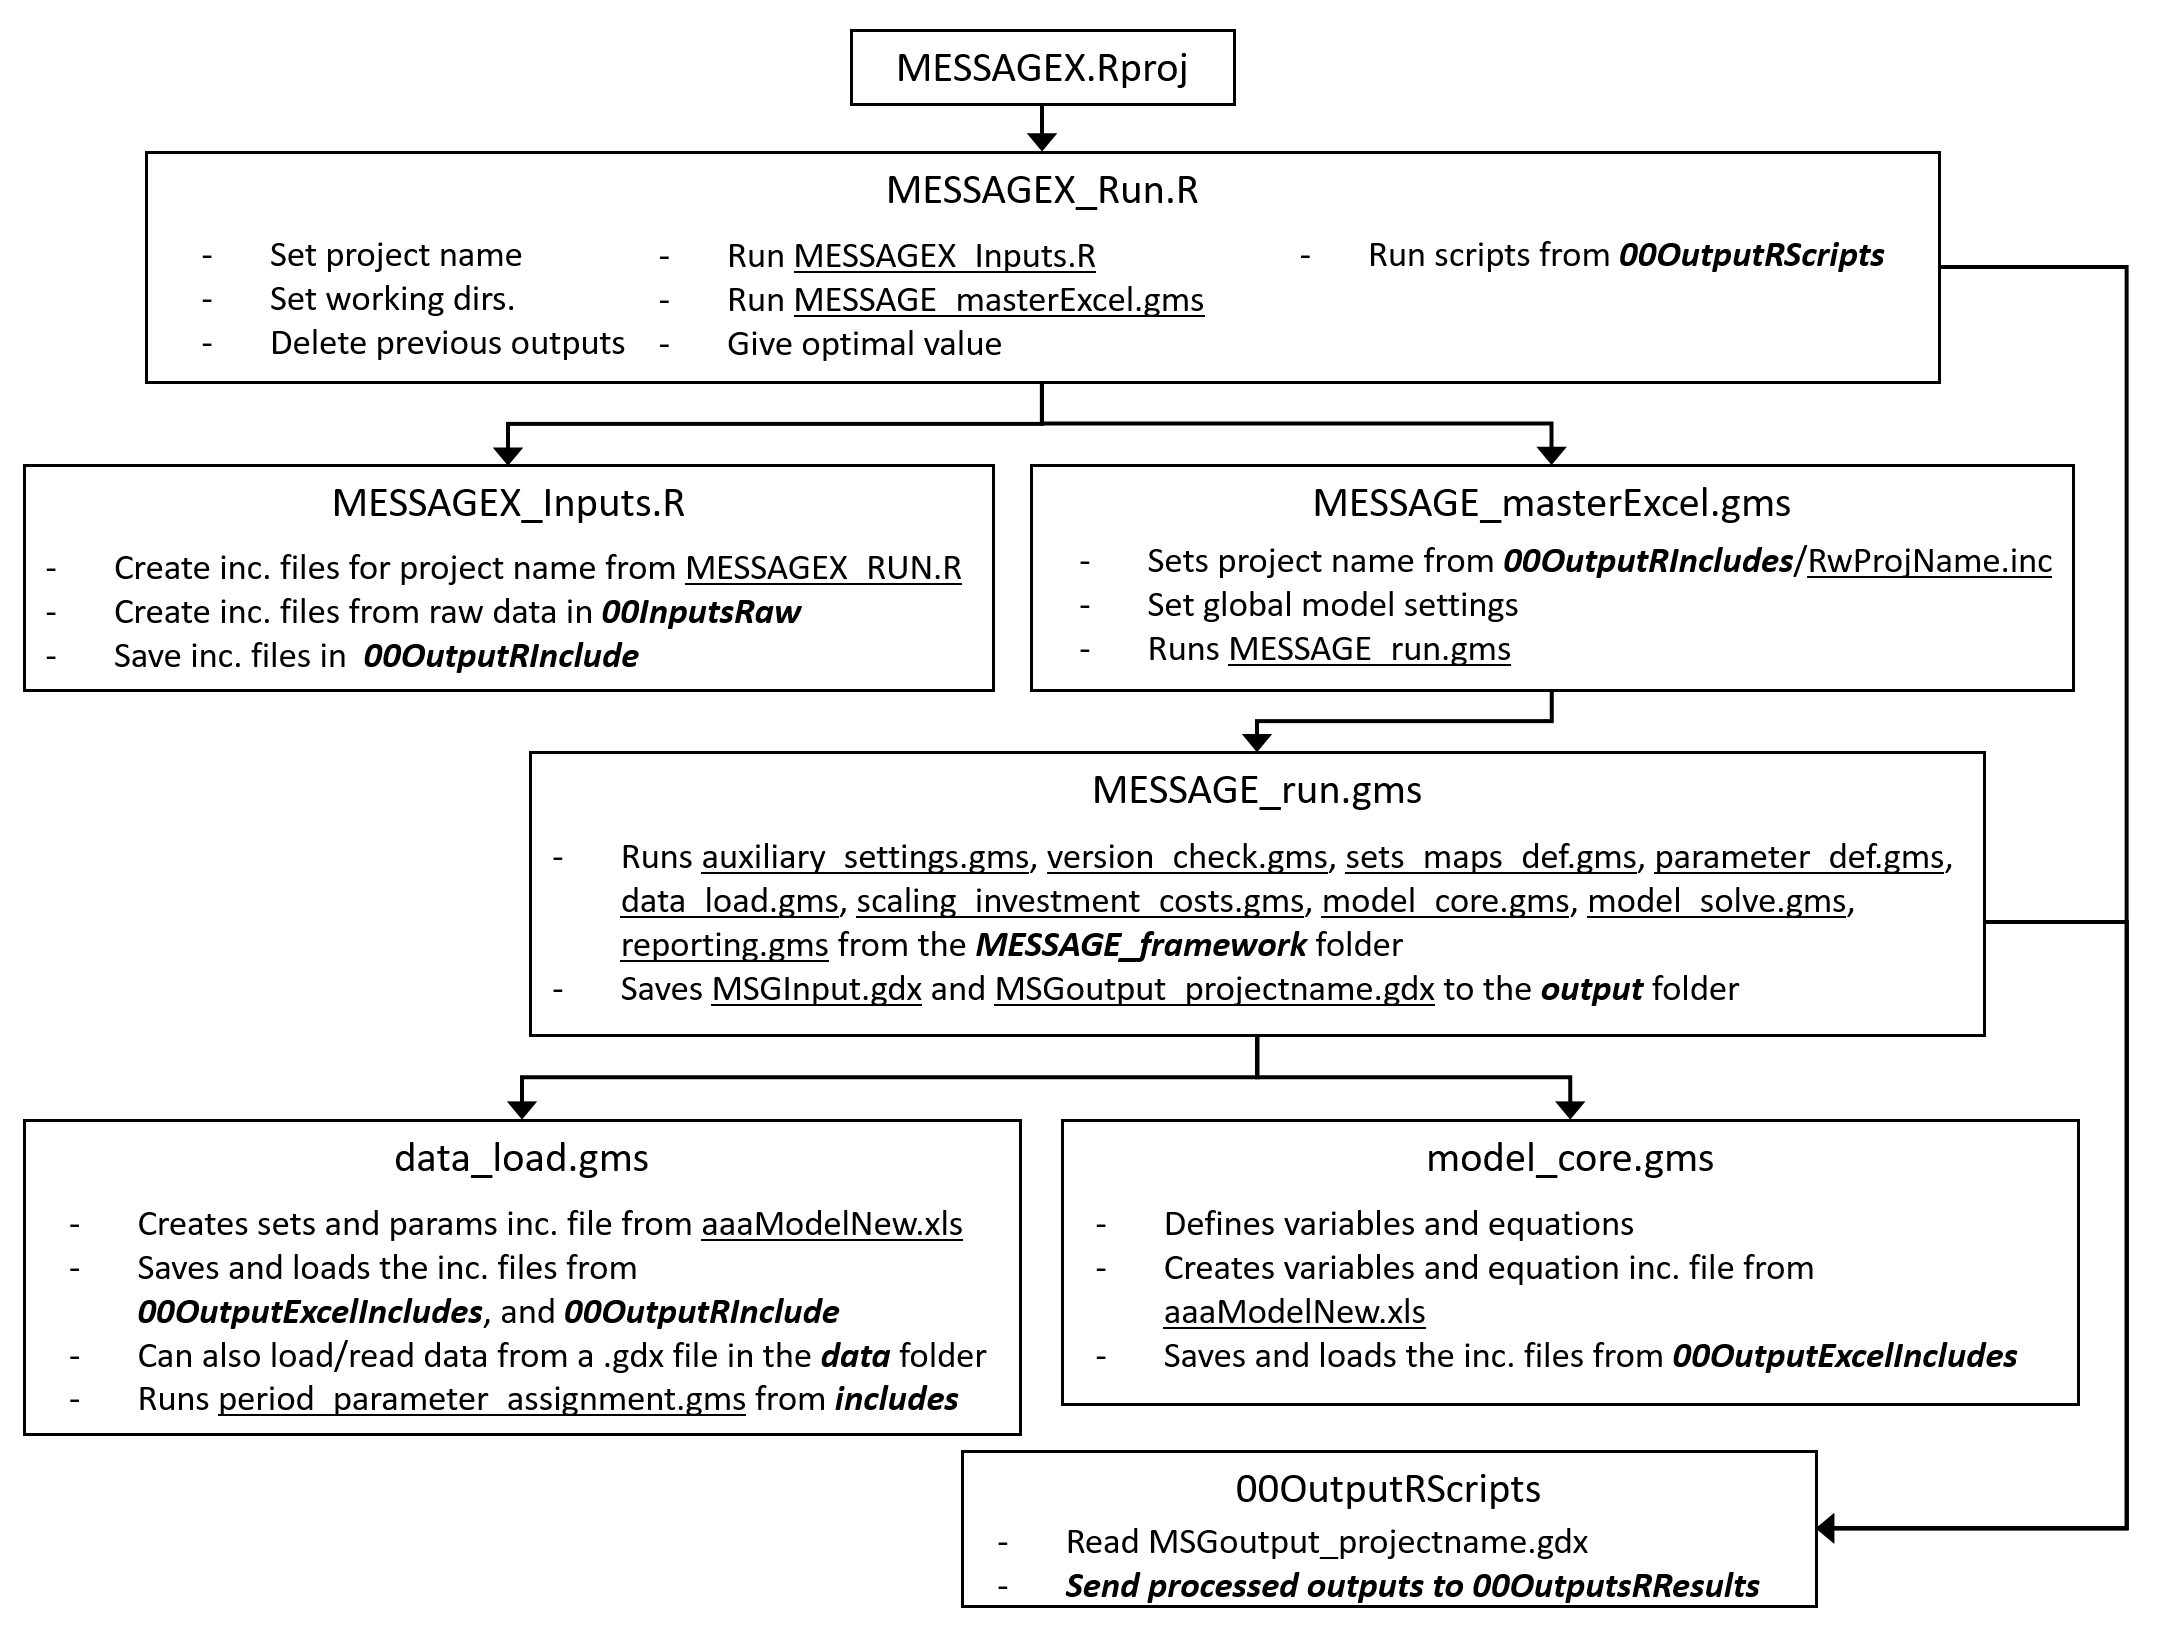 MESSAGEX.Rproj
MESSAGEX_Run.R
- Set project name
- Set working dirs.
- Delete previous outputs
- Run MESSAGEX_Inputs.R
- Run MESSAGE_masterExcel.gms
- Give optimal value
- Run scripts from 00OutputRScripts
MESSAGEX_Inputs.R
- Create inc. files for project name from MESSAGEX_RUN.R
- Create inc. files from raw data in 00InputsRaw
- Save inc. files in 00OutputRInclude
MESSAGE_masterExcel.gms
- Sets project name from 00OutputRIncludes/RwProjName.inc
- Set global model settings
- Runs MESSAGE_run.gms
MESSAGE_run.gms
- Runs auxiliary_settings.gms, version_check.gms, sets_maps_def.gms, parameter_def.gms,
data_load.gms, scaling_investment_costs.gms, model_core.gms, model_solve.gms,
reporting.gms from the MESSAGE_framework folder
- Saves MSGInput.gdx and MSGoutput_projectname.gdx to the output folder
data_load.gms
- Creates sets and params inc. file from aaaModelNew.xls
- Saves and loads the inc. files from
00OutputExcelIncludes, and 00OutputRInclude
- Can also load/read data from a .gdx file in the data folder
- Runs period_parameter_assignment.gms from includes
model_core.gms
- Defines variables and equations
- Creates variables and equation inc. file from
aaaModelNew.xls
- Saves and loads the inc. files from 00OutputExcelIncludes
00OutputRScripts
- Read MSGoutput_projectname.gdx
- Send processed outputs to 00OutputsRResults